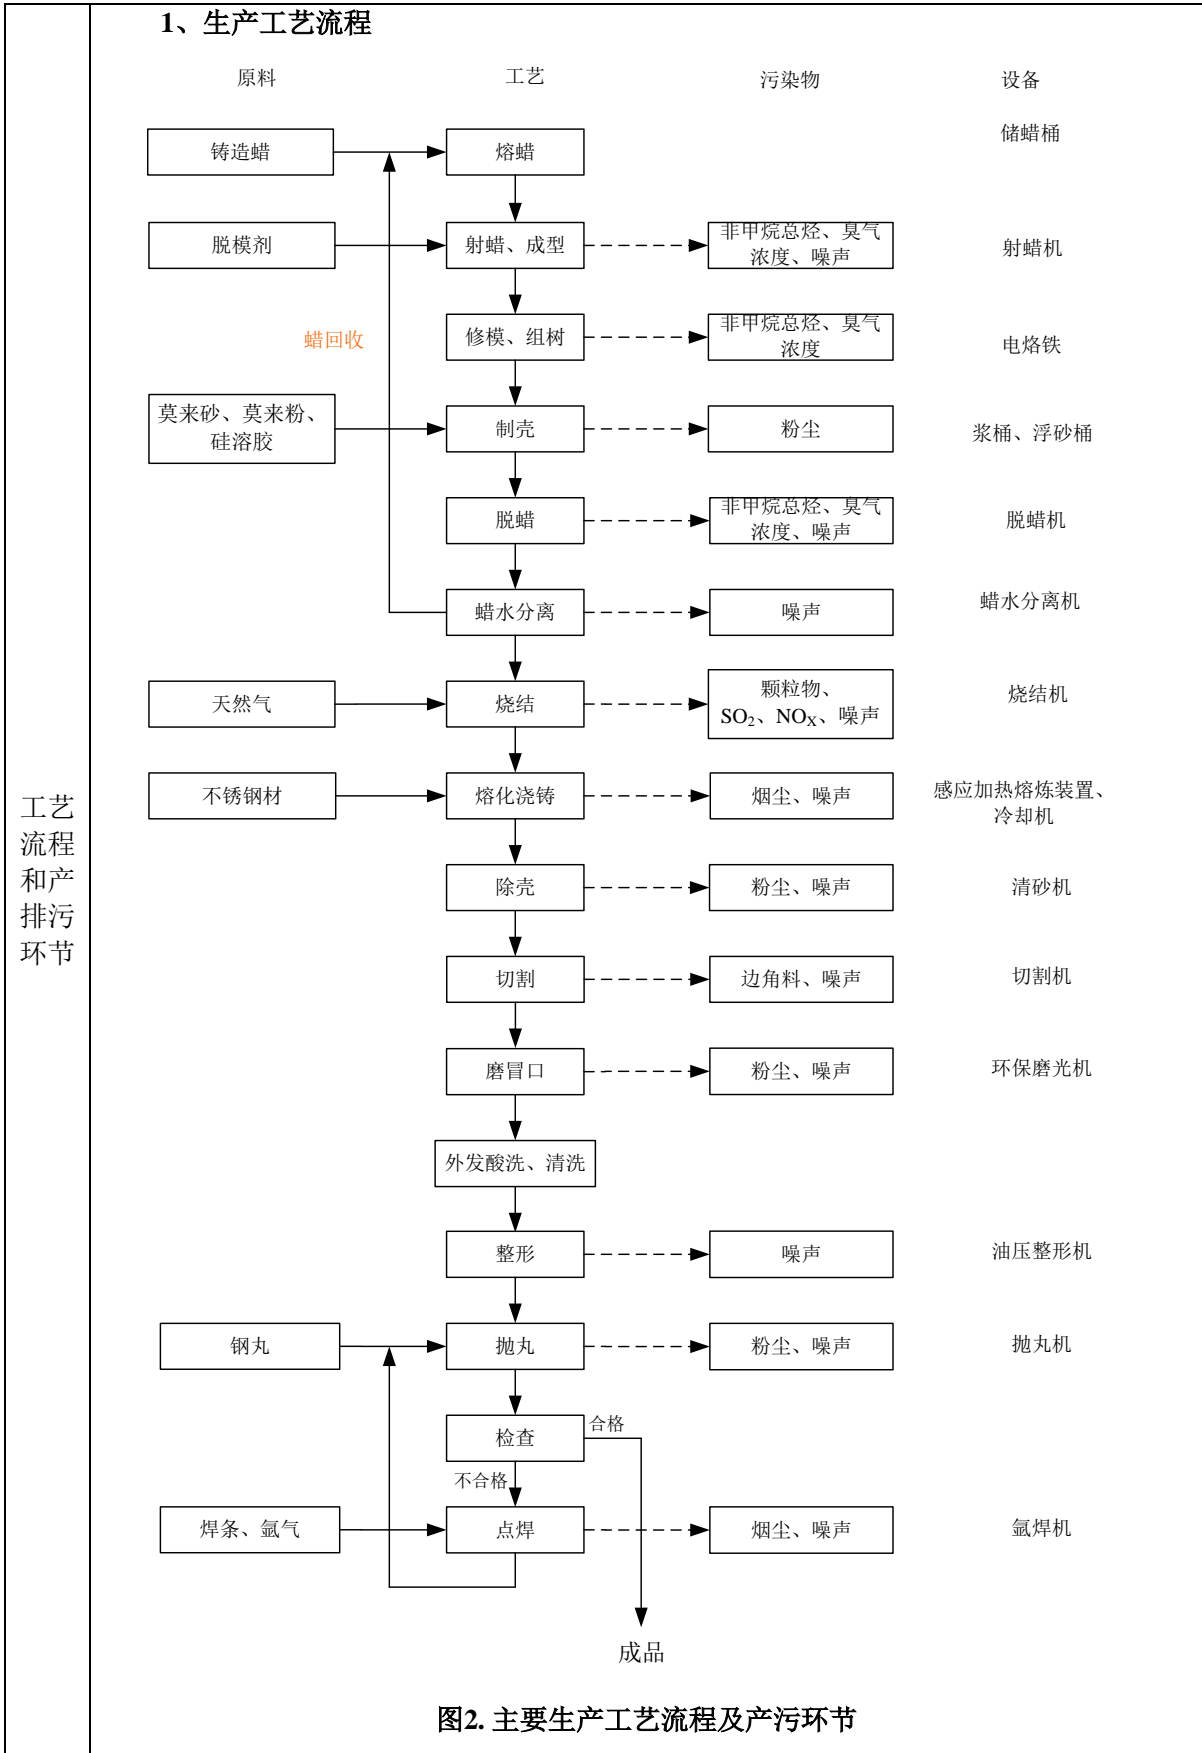 1、生产工艺流程
原料 工艺 污染物 设备
铸造蜡 熔蜡 储蜡桶
脱模剂 射蜡、成型 非甲烷总烃、臭气
浓度、噪声 射蜡机
蜡回收
修模、组树 非甲烷总烃、臭气
浓度 电烙铁
莫来砂、莫来粉、
硅溶胶 制壳 粉尘 浆桶、浮砂桶
脱蜡 非甲烷总烃、臭气
浓度、噪声 脱蜡机
蜡水分离 噪声 蜡水分离机
天然气 烧结 颗粒物、
SO₂、NOX、噪声 烧结机
不锈钢材 熔化浇铸 烟尘、噪声 感应加热熔炼装置、
冷却机
除壳 粉尘、噪声 清砂机
切割 边角料、噪声 切割机
磨冒口 粉尘、噪声 环保磨光机
外发酸洗、清洗
整形 噪声 油压整形机
钢丸 抛丸 粉尘、噪声 抛丸机
检查 合格
不合格
焊条、氩气 点焊 烟尘、噪声 氩焊机
成品
工艺
流程
和产
排污
环节
图2. 主要生产工艺流程及产污环节